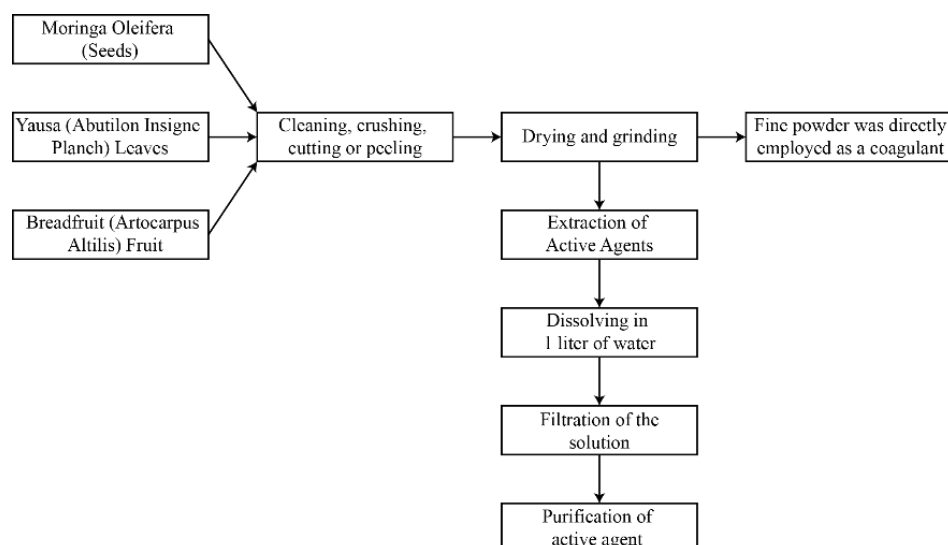 Moringa Oleifera
(Seeds)
Yausa (Abutilon Insigne
Planch) Leaves
Breadfruit (Artocarpus
Altilis) Fruit
Cleaning, crushing,
cutting or peeling
Drying and grinding
Fine powder was directly
employed as a coagulant
Extraction of
Active Agents
Dissolving in
1 liter of water
Filtration of the
solution
Purification of
active agent